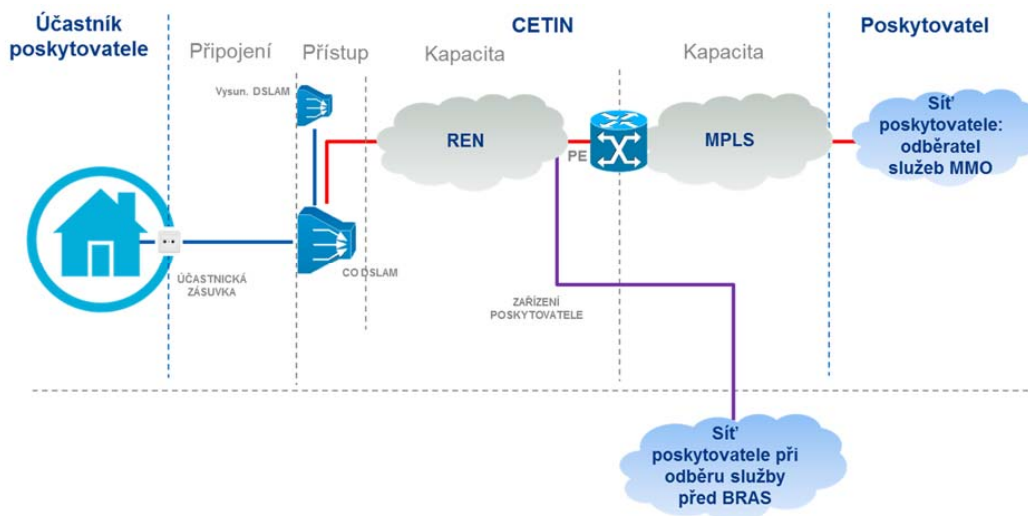 Účastník
poskytovatele
CETIN
Poskytovatel
Připojení
Přístup
Kapacita
Kapacita
Vysun. DSLAM
REN
PE
MPLS
Síť
poskytovatele:
odběratel
služeb MMO
ÚČASTNICKÁ
ZÁSUVKA
CO DSLAM
ZAŘÍZENÍ
POSKYTOVATELE
Síť
poskytovatele při
odběru služby
před BRAS